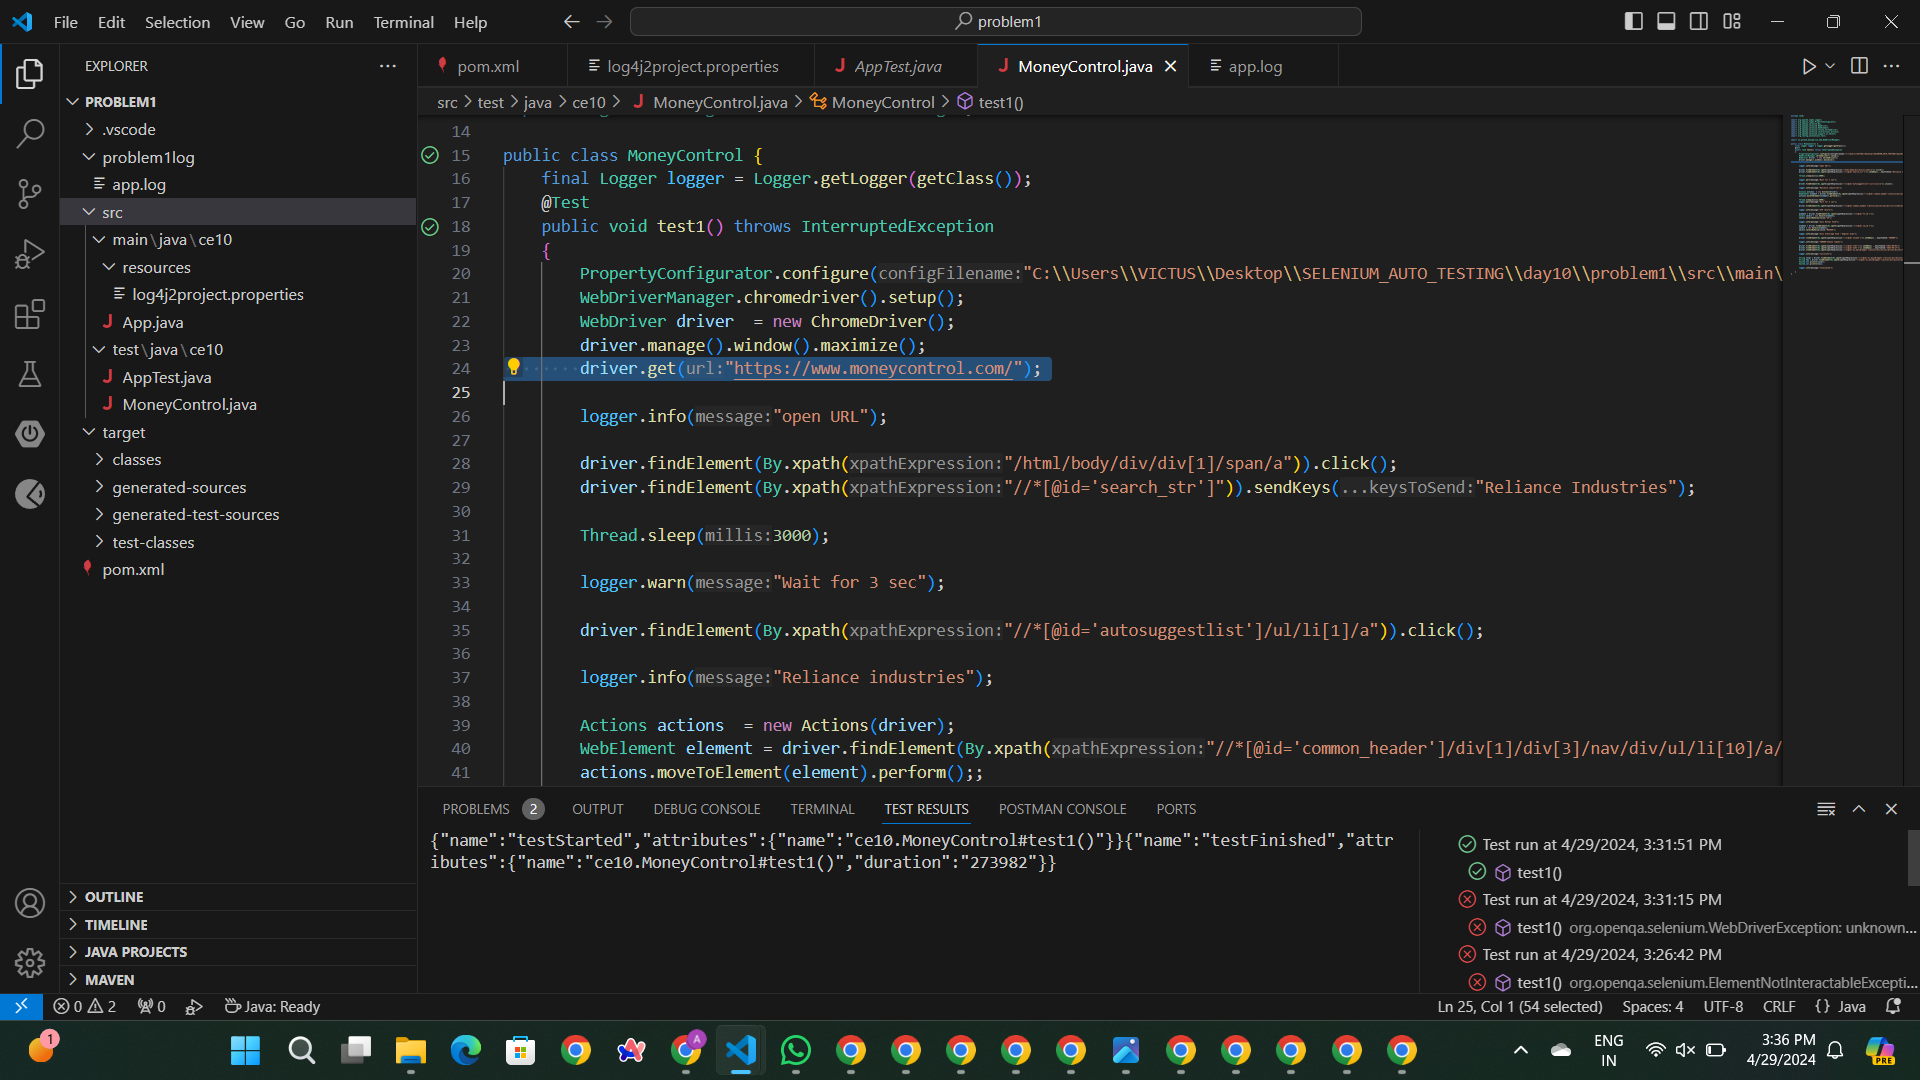 File Edit Selection View Go Run Terminal Help
problem1
EXPLORER
PROBLEM1
.vscode
problem1log
app.log
src
main\java\ce10
resources
log4j2project.properties
App.java
test\java\ce10
AppTest.java
MoneyControl.java
target
classes
generated-sources
generated-test-sources
test-classes
pom.xml
OUTLINE
TIMELINE
JAVA PROJECTS
MAVEN
pom.xml log4j2project.properties AppTest.java MoneyControl.java app.log
src > test > java > ce10 > MoneyControl.java > MoneyControl > test1()
14
15 public class MoneyControl {
16 final Logger logger = Logger.getLogger(getClass());
17 @Test
18 public void test1() throws InterruptedException
19 {
20 PropertyConfigurator.configure(configFilename:"C:\\Users\\VICTUS\\Desktop\\SELENIUM_AUTO_TESTING\\day10\\problem1\\src\\main\
21 WebDriverManager.chromedriver().setup();
22 WebDriver driver  = new ChromeDriver();
23 driver.manage().window().maximize();
24 driver.get(url:"https://www.moneycontrol.com/");
25
26 logger.info(message:"open URL");
27
28 driver.findElement(By.xpath(xpathExpression:"/html/body/div/div[1]/span/a")).click();
29 driver.findElement(By.xpath(xpathExpression:"//*[@id='search_str']")).sendKeys(...keysToSend:"Reliance Industries");
30
31 Thread.sleep(millis:3000);
32
33 logger.warn(message:"Wait for 3 sec");
34
35 driver.findElement(By.xpath(xpathExpression:"//*[@id='autosuggestlist']/ul/li[1]/a")).click();
36
37 logger.info(message:"Reliance industries");
38
39 Actions actions  = new Actions(driver);
40 WebElement element = driver.findElement(By.xpath(xpathExpression:"//*[@id='common_header']/div[1]/div[3]/nav/div/ul/li[10]/a/
41 actions.moveToElement(element).perform();;
PROBLEMS 2 OUTPUT DEBUG CONSOLE TERMINAL TEST RESULTS POSTMAN CONSOLE PORTS
{"name":"testStarted","attributes":{"name":"ce10.MoneyControl#test1()"}}{"name":"testFinished","attr
ibutes":{"name":"ce10.MoneyControl#test1()","duration":"273982"}}
Test run at 4/29/2024, 3:31:51 PM
test1()
Test run at 4/29/2024, 3:31:15 PM
test1() org.openqa.selenium.WebDriverException: unknown...
Test run at 4/29/2024, 3:26:42 PM
test1() org.openqa.selenium.ElementNotInteractableExcepti...
0 2 0 Java: Ready Ln 25, Col 1 (54 selected) Spaces: 4 UTF-8 CRLF {} Java
1 A ENG
IN 3:36 PM
4/29/2024 PRE